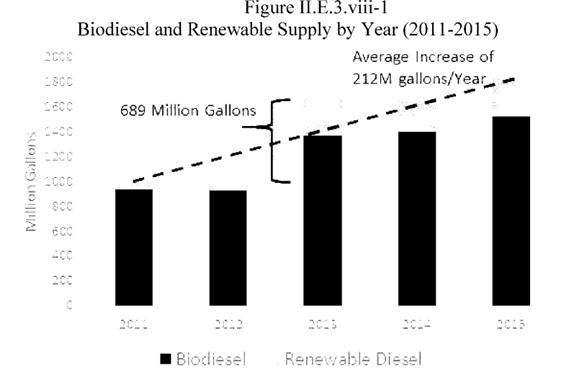 Figure II.E.3.viii-1
Biodiesel and Renewable Supply by Year (2011-2015)
Average Increase of
212M gallons/Year
689 Million Gallons
Million Gallons
2000
1800
1600
1400
1200
1000
800
600
400
200
0
2011 2012 2013 2014 2015
Biodiesel Renewable Diesel